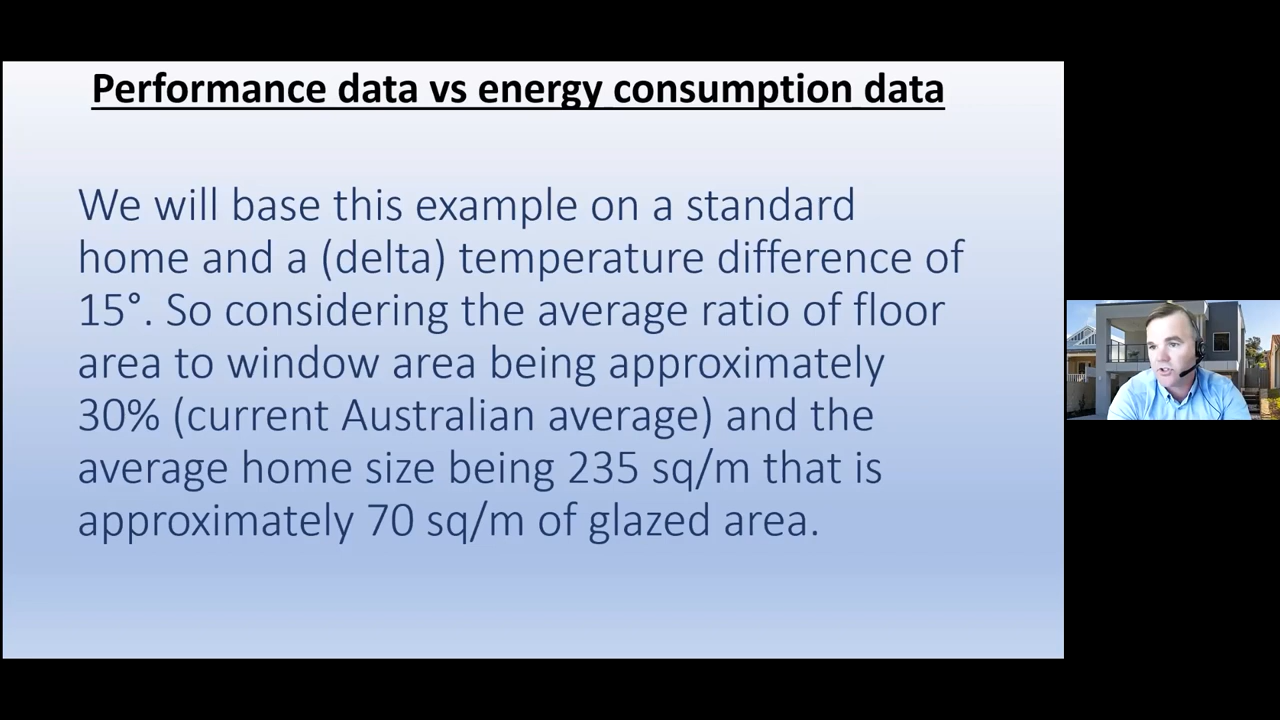 Performance data vs energy consumption data
We will base this example on a standard
home and a (delta) temperature difference of
15°. So considering the average ratio of floor
area to window area being approximately
30% (current Australian average) and the
average home size being 235 sq/m that is
approximately 70 sq/m of glazed area.